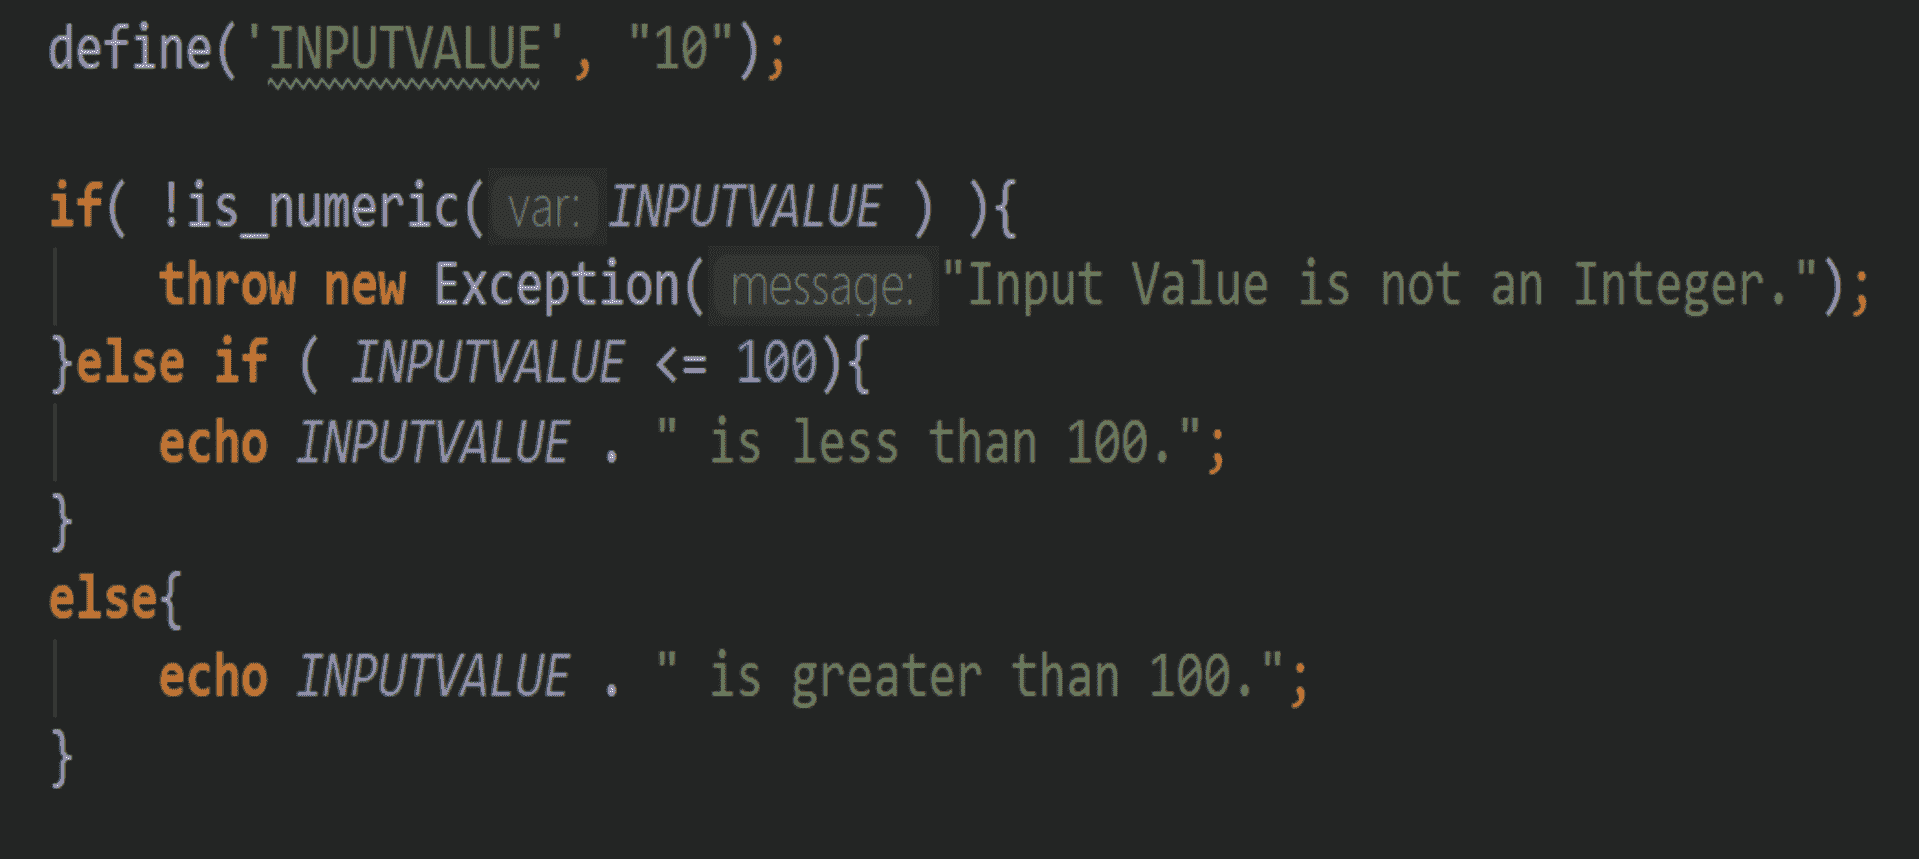 define('INPUTVALUE', "10");
if( !is_numeric( var: INPUTVALUE ) ){
throw new Exception( message: "Input Value is not an Integer.");
}else if ( INPUTVALUE <= 100){
echo INPUTVALUE . " is less than 100.";
}
else{
echo INPUTVALUE . " is greater than 100.";
}